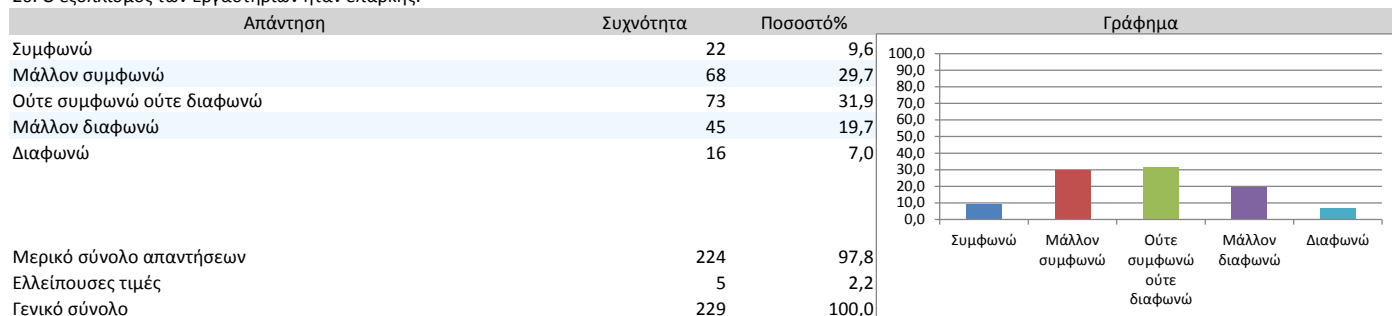 Απάντηση Συχνότητα Ποσοστό% Γράφημα
Συμφωνώ 22 9,6
Μάλλον συμφωνώ 68 29,7
Ούτε συμφωνώ ούτε διαφωνώ 73 31,9
Μάλλον διαφωνώ 45 19,7
Διαφωνώ 16 7,0
Μερικό σύνολο απαντήσεων 224 97,8
Ελλείπουσες τιμές 5 2,2
Γενικό σύνολο 229 100,0
100,0
90,0
80,0
70,0
60,0
50,0
40,0
30,0
20,0
10,0
0,0
Συμφωνώ Μάλλον Ούτε Μάλλον Διαφωνώ
συμφωνώ συμφωνώ διαφωνώ
ούτε
διαφωνώ